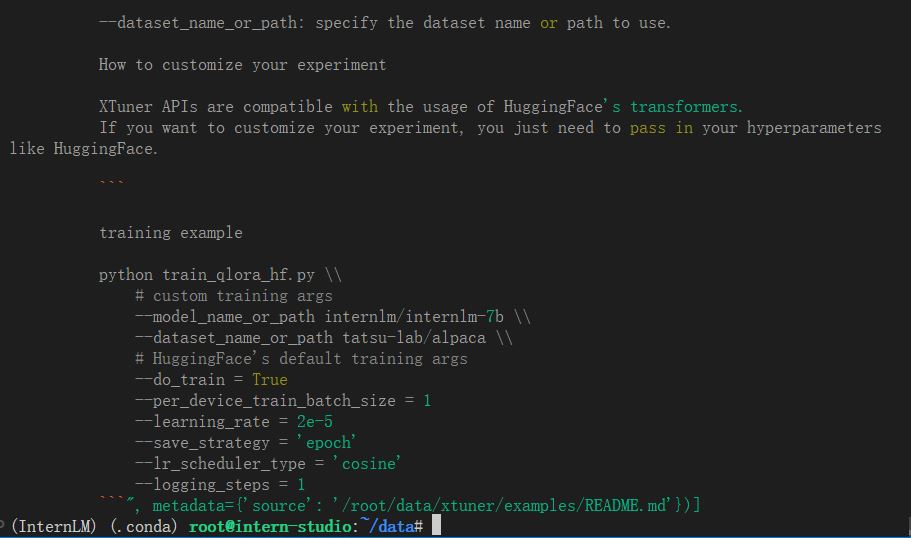 --dataset_name_or_path: specify the dataset name or path to use.
How to customize your experiment
XTuner APIs are compatible with the usage of HuggingFace's transformers.
If you want to customize your experiment, you just need to pass in your hyperparameters
like HuggingFace.
```
training example
python train_qlora_hf.py \\
# custom training args
--model_name_or_path internlm/internlm-7b \\
--dataset_name_or_path tatsu-lab/alpaca \\
# HuggingFace's default training args
--do_train = True
--per_device_train_batch_size = 1
--learning_rate = 2e-5
--save_strategy = 'epoch'
--lr_scheduler_type = 'cosine'
--logging_steps = 1
```", metadata={'source': '/root/data/xtuner/examples/README.md'})]
(InternLM) (.conda) root@intern-studio:~/data#